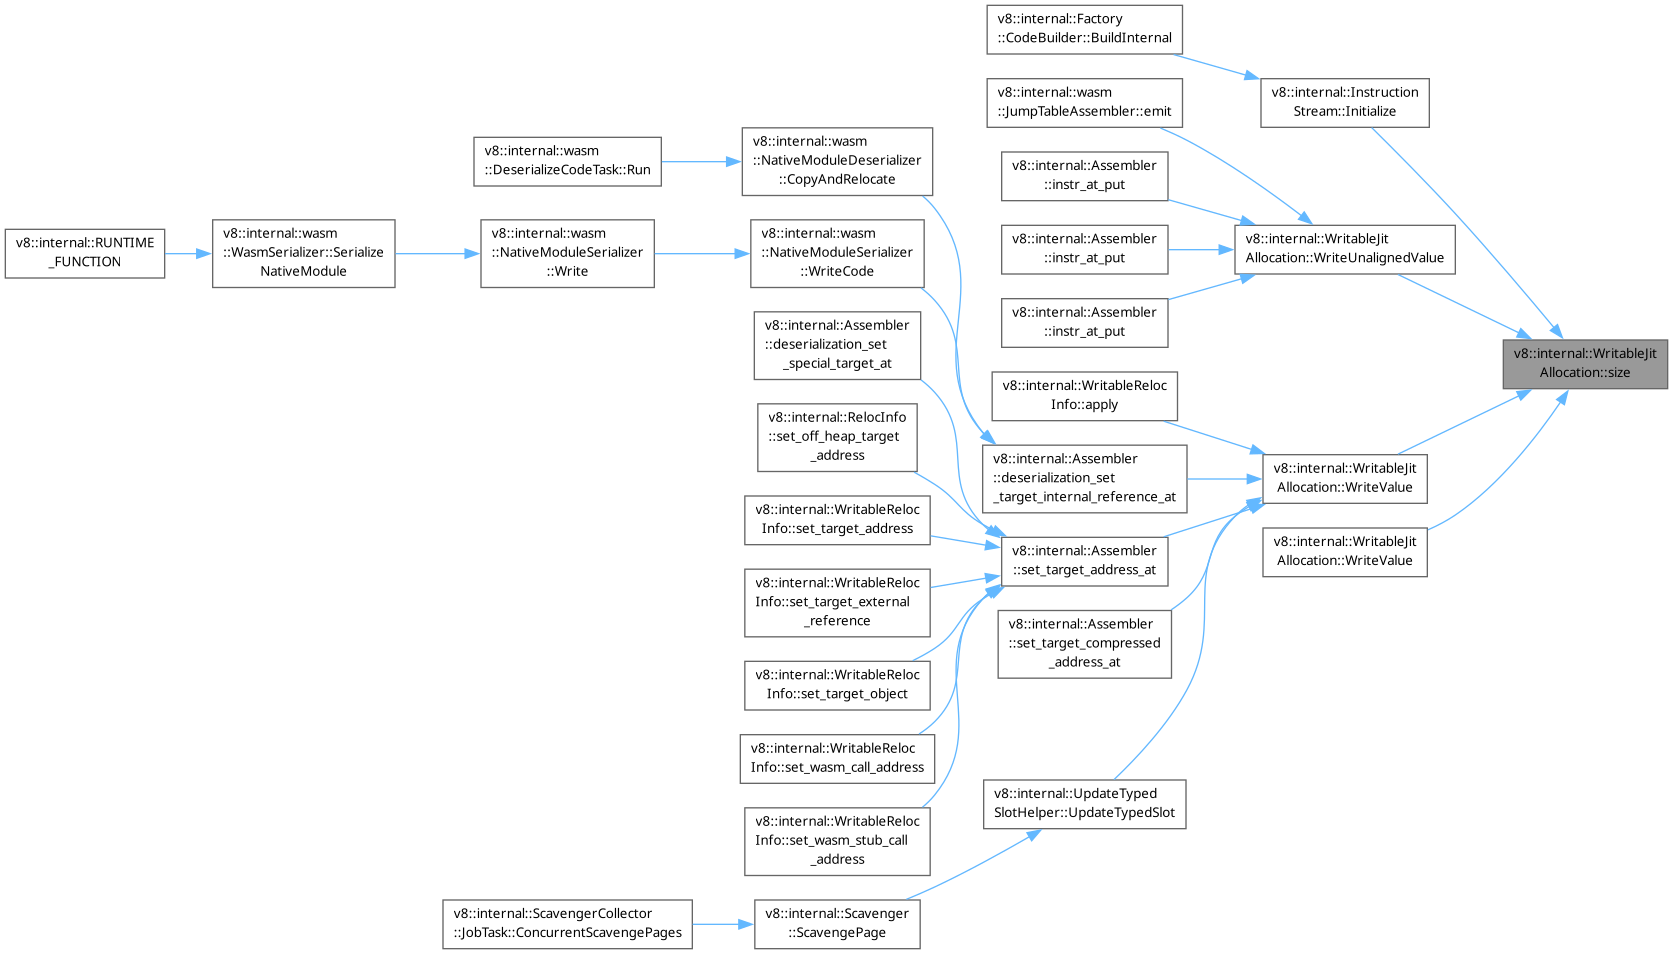 v8::internal::Factory
::CodeBuilder::BuildInternal
v8::internal::wasm
::JumpTableAssembler::emit
v8::internal::Instruction
Stream::Initialize
v8::internal::wasm
::DeserializeCodeTask::Run
v8::internal::wasm
::NativeModuleDeserializer
::CopyAndRelocate
v8::internal::Assembler
::instr_at_put
v8::internal::RUNTIME
_FUNCTION
v8::internal::wasm
::WasmSerializer::Serialize
NativeModule
v8::internal::wasm
::NativeModuleSerializer
::Write
v8::internal::wasm
::NativeModuleSerializer
::WriteCode
v8::internal::Assembler
::instr_at_put
v8::internal::WritableJit
Allocation::WriteUnalignedValue
v8::internal::Assembler
::instr_at_put
v8::internal::Assembler
::deserialization_set
_special_target_at
v8::internal::WritableJit
Allocation::size
v8::internal::WritableReloc
Info::apply
v8::internal::RelocInfo
::set_off_heap_target
_address
v8::internal::Assembler
::deserialization_set
_target_internal_reference_at
v8::internal::WritableJit
Allocation::WriteValue
v8::internal::WritableReloc
Info::set_target_address
v8::internal::Assembler
::set_target_address_at
v8::internal::WritableJit
Allocation::WriteValue
v8::internal::WritableReloc
Info::set_target_external
_reference
v8::internal::Assembler
::set_target_compressed
_address_at
v8::internal::WritableReloc
Info::set_target_object
v8::internal::WritableReloc
Info::set_wasm_call_address
v8::internal::UpdateTyped
SlotHelper::UpdateTypedSlot
v8::internal::WritableReloc
Info::set_wasm_stub_call
_address
v8::internal::ScavengerCollector
::JobTask::ConcurrentScavengePages
v8::internal::Scavenger
::ScavengePage